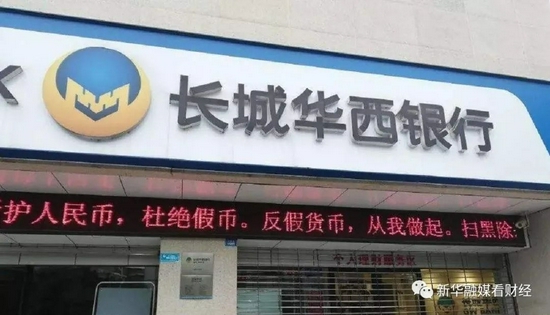 长城华西银行
护人民币，杜绝假币。反假货币，从我做起。扫黑除
新华融媒看财经